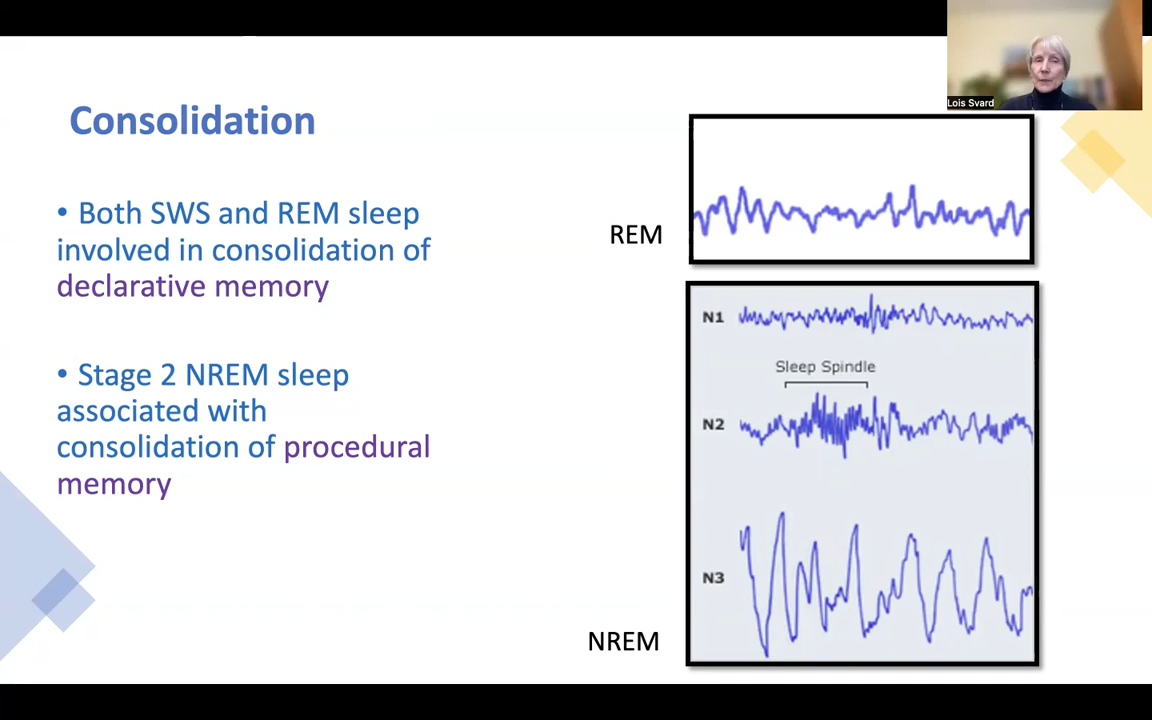 Lois Svard
Consolidation
• Both SWS and REM sleep
involved in consolidation of
declarative memory
• Stage 2 NREM sleep
associated with
consolidation of procedural
memory
REM
N1
Sleep Spindle
N2
N3
NREM